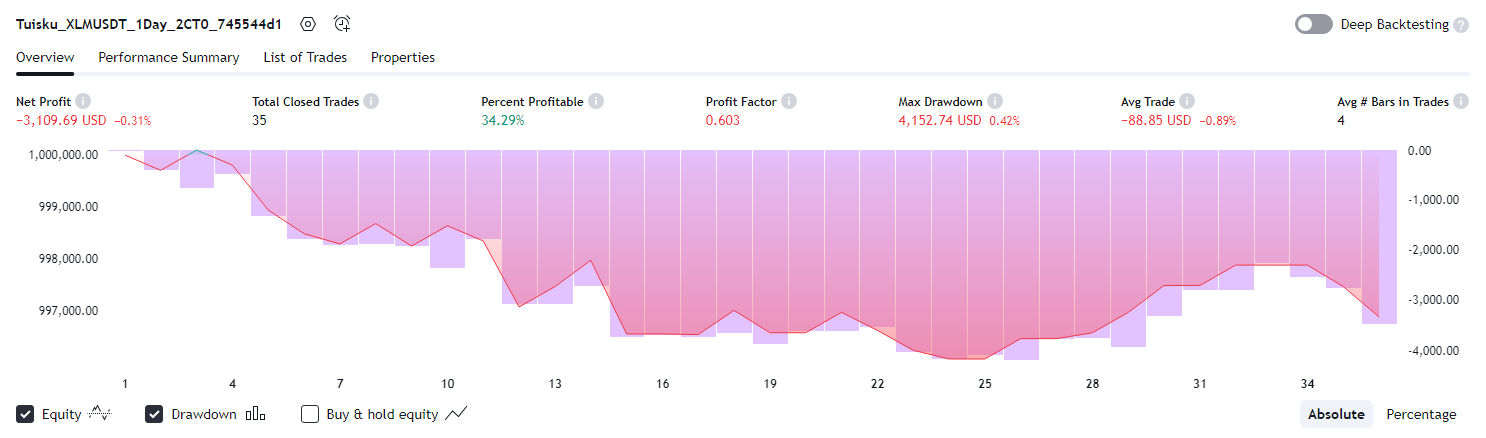 Tuisku_XLMUSDT_1Day_2CT0_745544d1
Deep Backtesting ?
Overview Performance Summary List of Trades Properties
Net Profit i Total Closed Trades i Percent Profitable i Profit Factor i Max Drawdown i Avg Trade i Avg # Bars in Trades i
−3,109.69 USD −0.31% 35 34.29% 0.603 4,152.74 USD 0.42% −88.85 USD −0.89% 4
1,000,000.00 0.00
999,000.00 -1,000.00
998,000.00 -2,000.00
997,000.00 -3,000.00
-4,000.00
1 4 7 10 13 16 19 22 25 28 31 34
Equity Drawdown Buy & hold equity Absolute Percentage